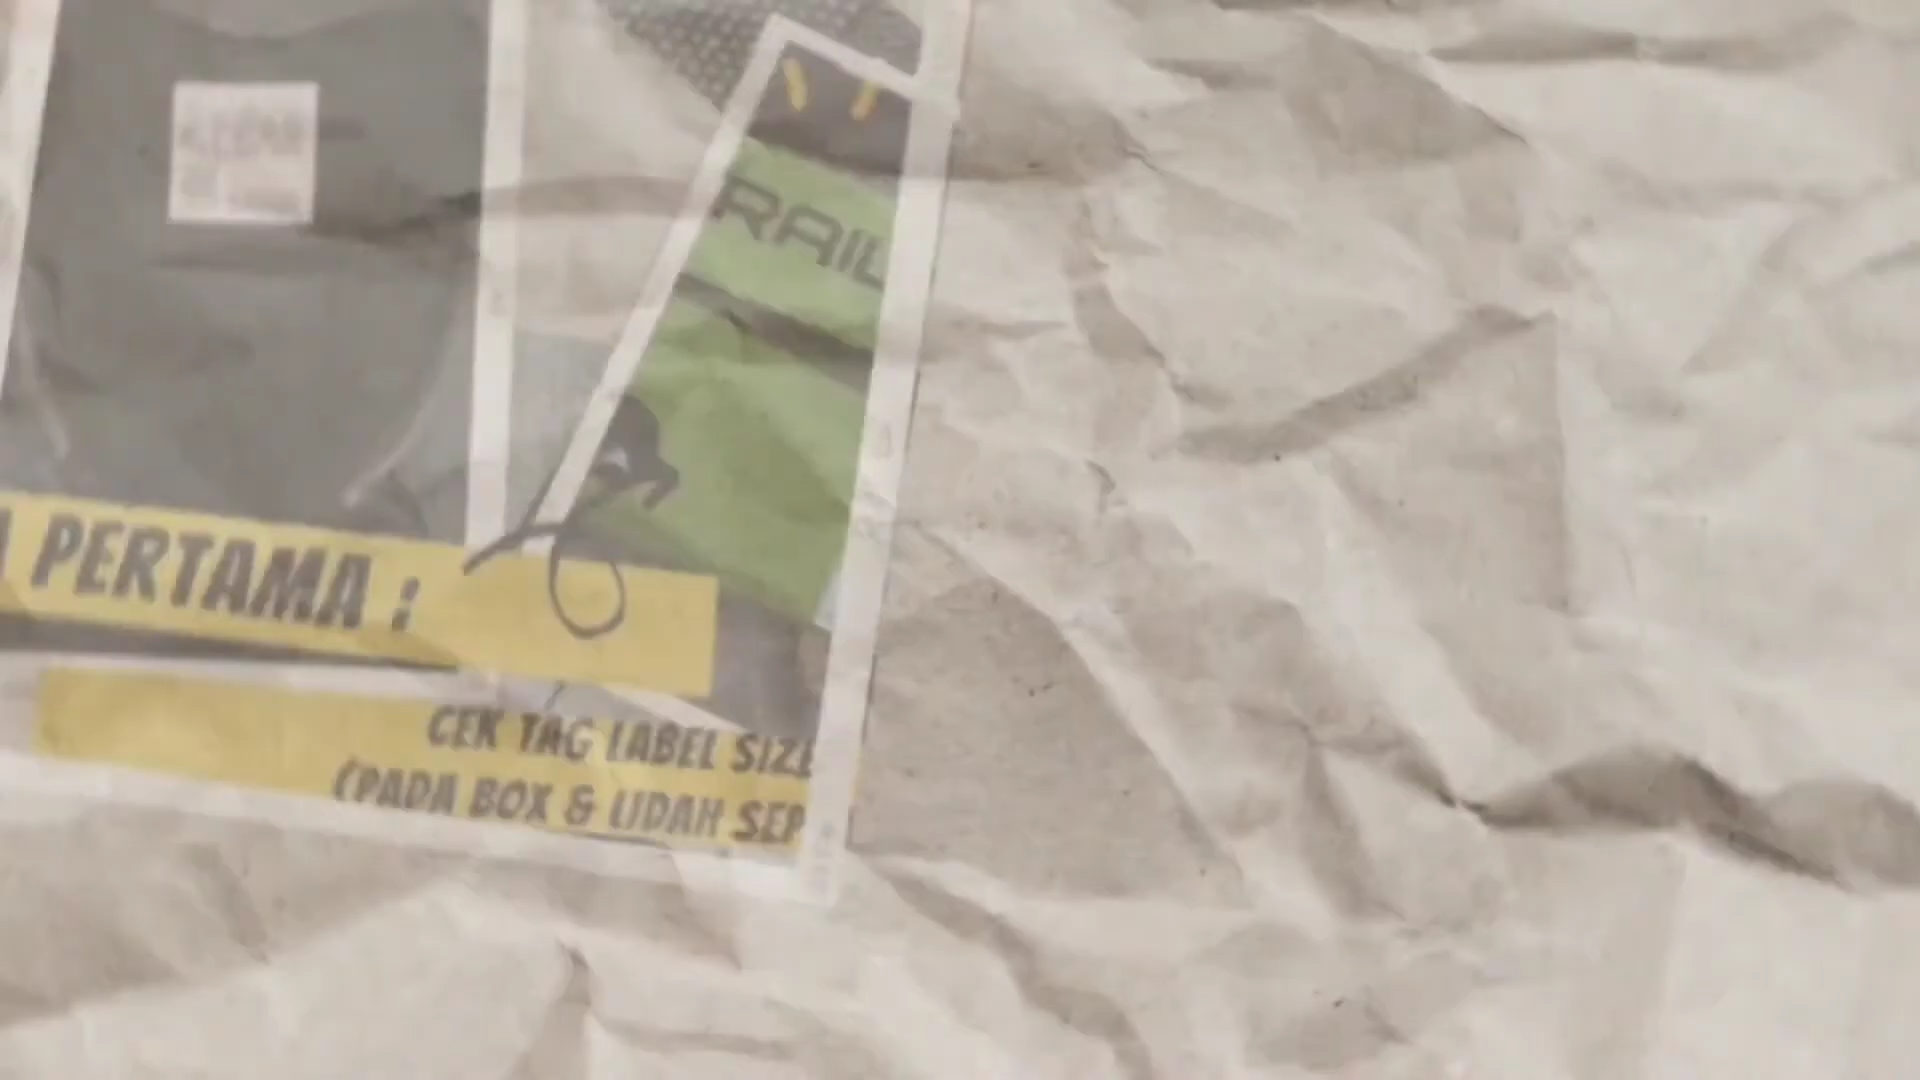 RAIL
PERTAMA :
CEK TAG LABEL SIZE
(PADA BOX & LIDAH SEP